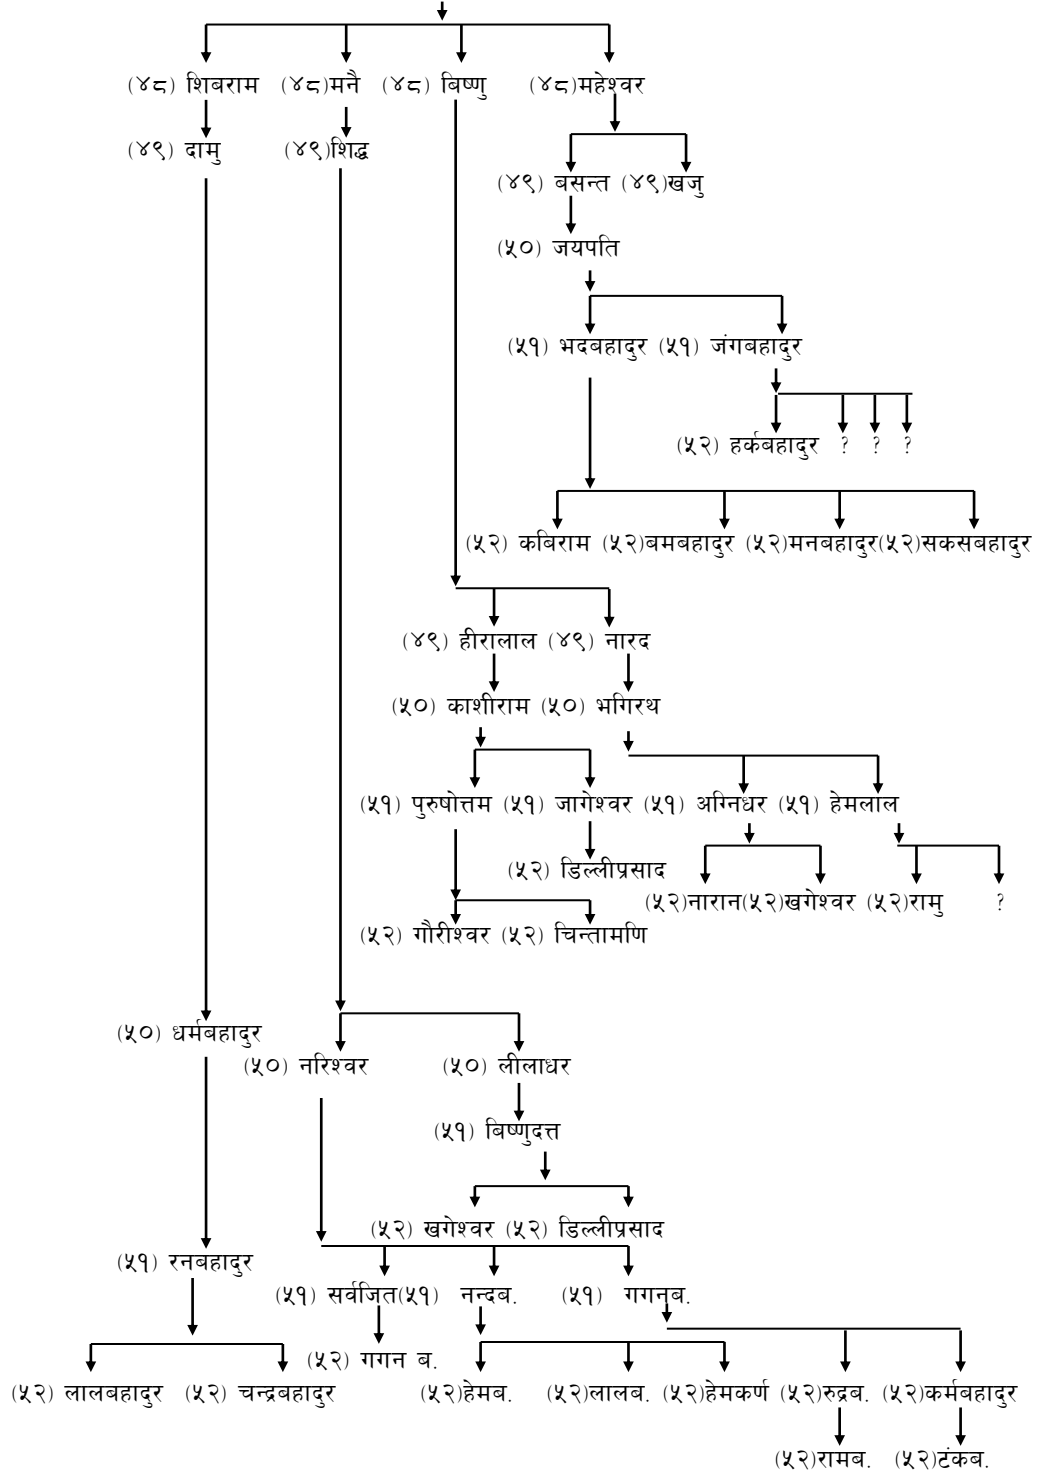 (४८) शिबराम (४८)मनै (४८) बिष्णु (४८)महेश्वर
(४९) दामु (४९)शिद्ध
(४९) बसन्त (४९)खजु
(५०) जयपति
(५१) भदबहादुर (५१) जंगबहादुर
(५२) हर्कबहादुर ? ? ?
(५२) कबिराम (५२)बमबहादुर (५२)मनबहादुर(५२)सकसबहादुर
(४९) हीरालाल (४९) नारद
(५०) काशीराम (५०) भगिरथ
(५१) पुरुषोत्तम (५१) जागेश्वर (५१) अग्निधर (५१) हेमलाल
(५२) डिल्लीप्रसाद
(५२)नारान(५२)खगेश्वर (५२)रामु ?
(५२) गौरीश्वर (५२) चिन्तामणि
(५०) धर्मबहादुर
(५०) नरिश्वर (५०) लीलाधर
(५१) बिष्णुदत्त
(५२) खगेश्वर (५२) डिल्लीप्रसाद
(५१) रनबहादुर
(५१) सर्वजित(५१) नन्दब. (५१) गगनब.
(५२) गगन ब.
(५२) लालबहादुर (५२) चन्द्रबहादुर (५२)हेमब. (५२)लालब. (५२)हेमकर्ण (५२)रुद्रब. (५२)कर्मबहादुर
(५२)रामब. (५२)टंकब.